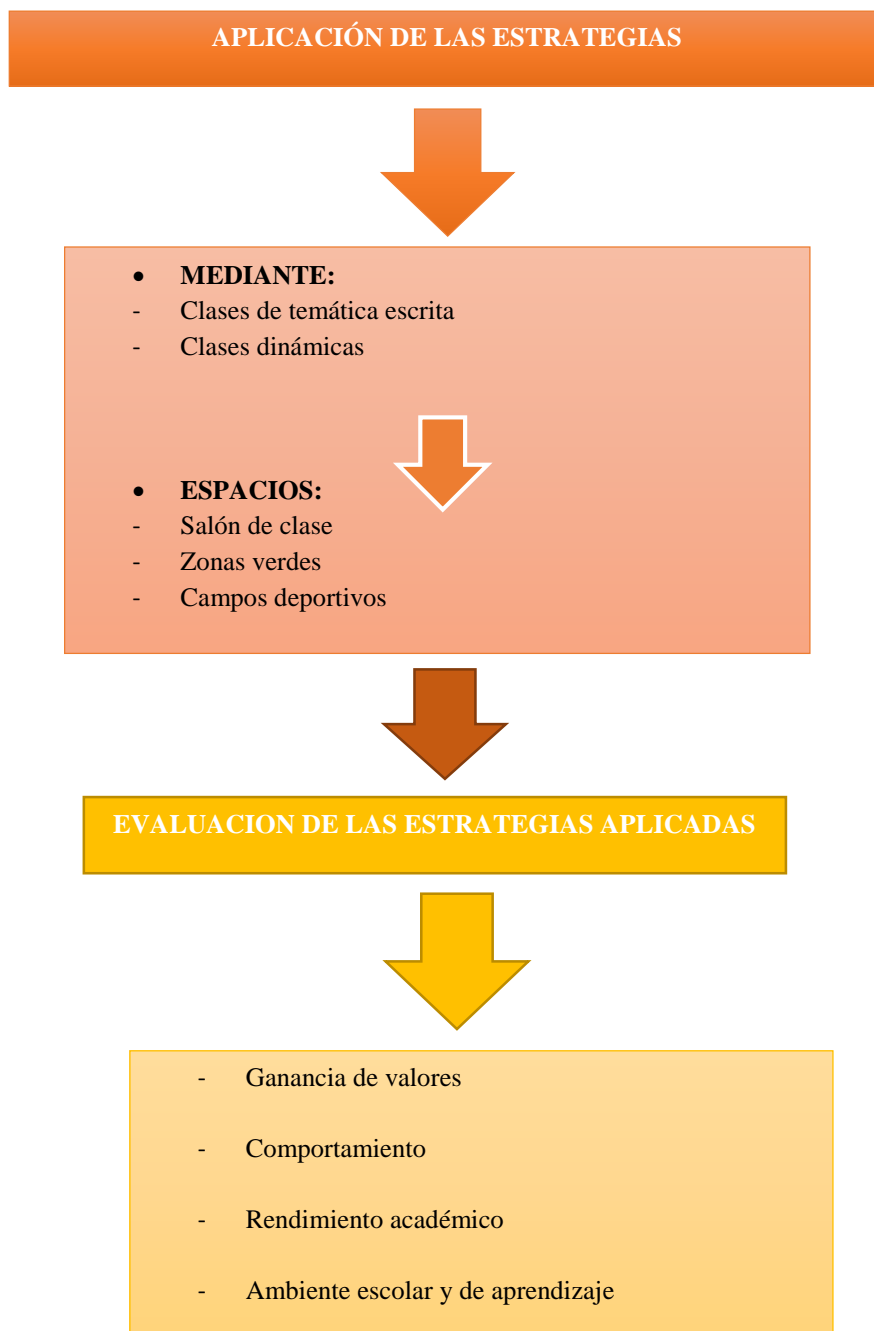 APLICACIÓN DE LAS ESTRATEGIAS
• MEDIANTE:
- Clases de temática escrita
- Clases dinámicas
• ESPACIOS:
- Salón de clase
- Zonas verdes
- Campos deportivos
EVALUACION DE LAS ESTRATEGIAS APLICADAS
- Ganancia de valores
- Comportamiento
- Rendimiento académico
- Ambiente escolar y de aprendizaje